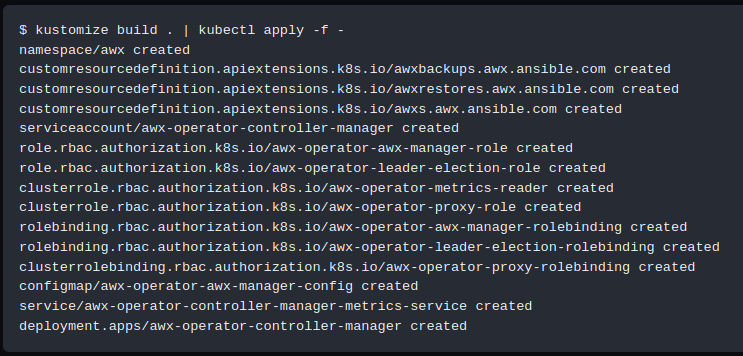 $ kustomize build . | kubectl apply -f -
namespace/awx created
customresourcedefinition.apiextensions.k8s.io/awxbackups.awx.ansible.com created
customresourcedefinition.apiextensions.k8s.io/awxrestores.awx.ansible.com created
customresourcedefinition.apiextensions.k8s.io/awxs.awx.ansible.com created
serviceaccount/awx-operator-controller-manager created
role.rbac.authorization.k8s.io/awx-operator-awx-manager-role created
role.rbac.authorization.k8s.io/awx-operator-leader-election-role created
clusterrole.rbac.authorization.k8s.io/awx-operator-metrics-reader created
clusterrole.rbac.authorization.k8s.io/awx-operator-proxy-role created
rolebinding.rbac.authorization.k8s.io/awx-operator-awx-manager-rolebinding created
rolebinding.rbac.authorization.k8s.io/awx-operator-leader-election-rolebinding created
clusterrolebinding.rbac.authorization.k8s.io/awx-operator-proxy-rolebinding created
configmap/awx-operator-awx-manager-config created
service/awx-operator-controller-manager-metrics-service created
deployment.apps/awx-operator-controller-manager created